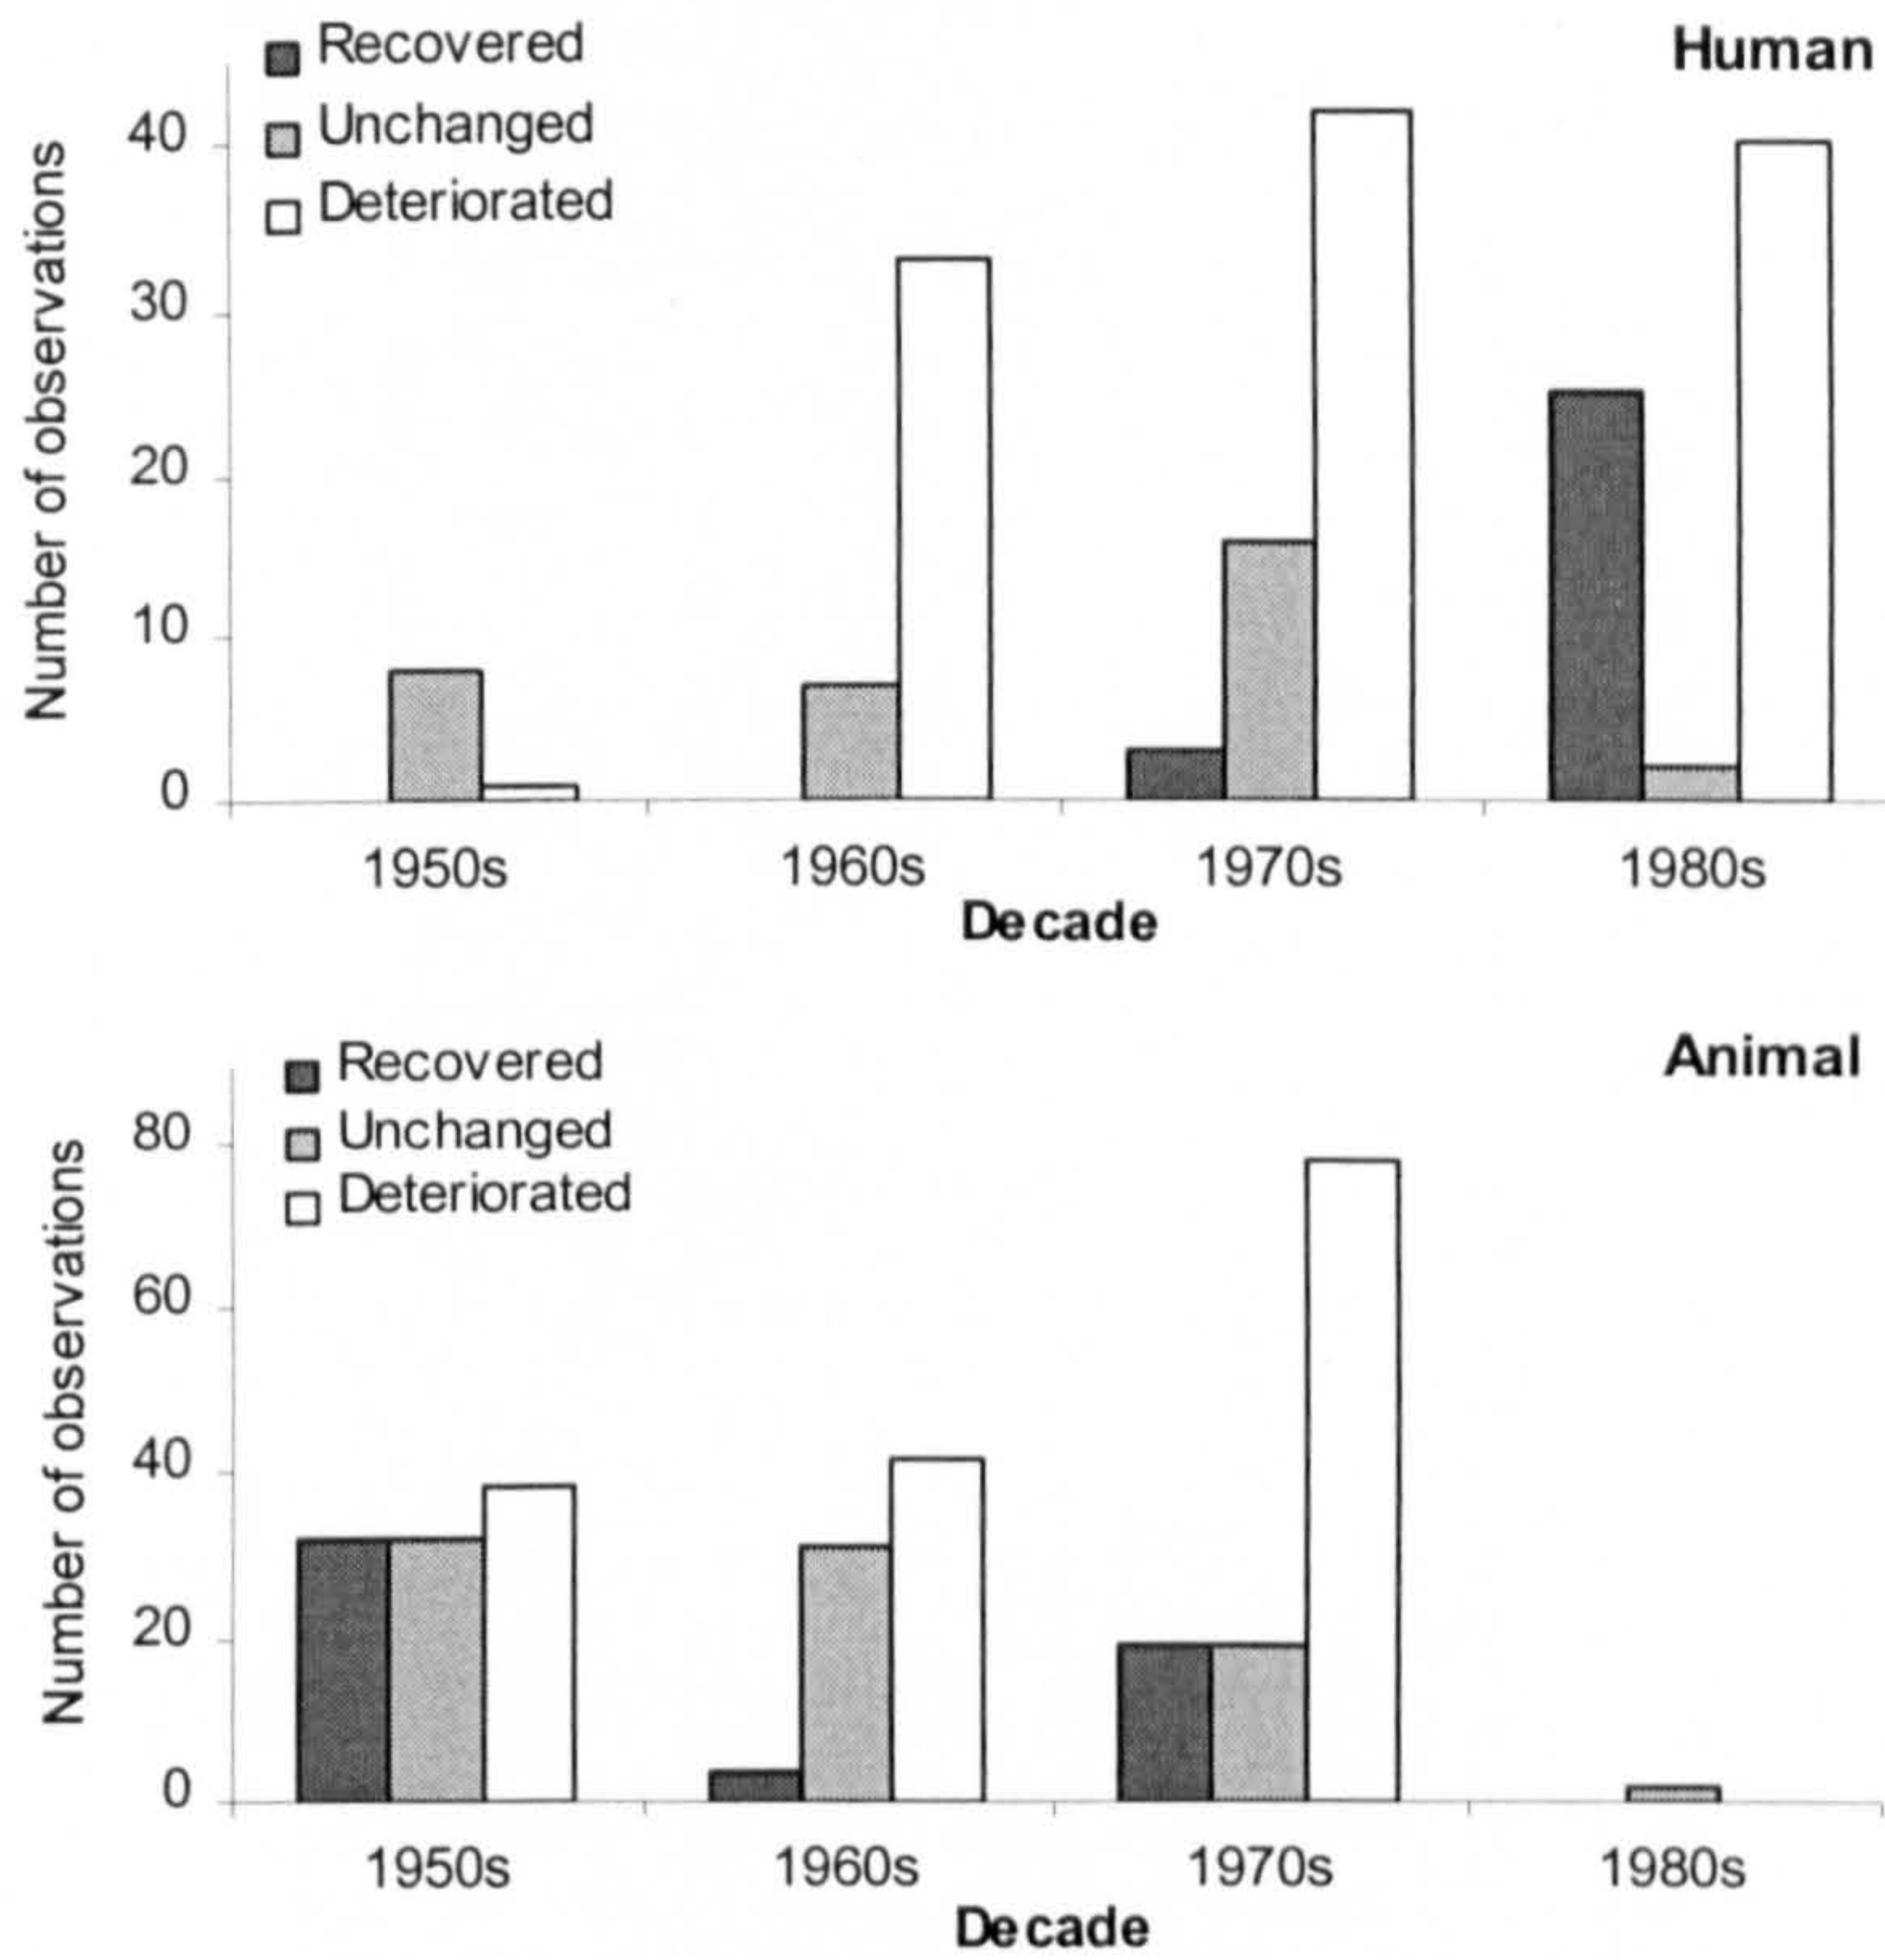 Human
Recovered
Unchanged
Deteriorated
Number of observations
40
30
20
10
0
1950s 1960s 1970s 1980s
Decade
Animal
Recovered
Unchanged
Deteriorated
Number of observations
80
60
40
20
0
1950s 1960s 1970s 1980s
Decade